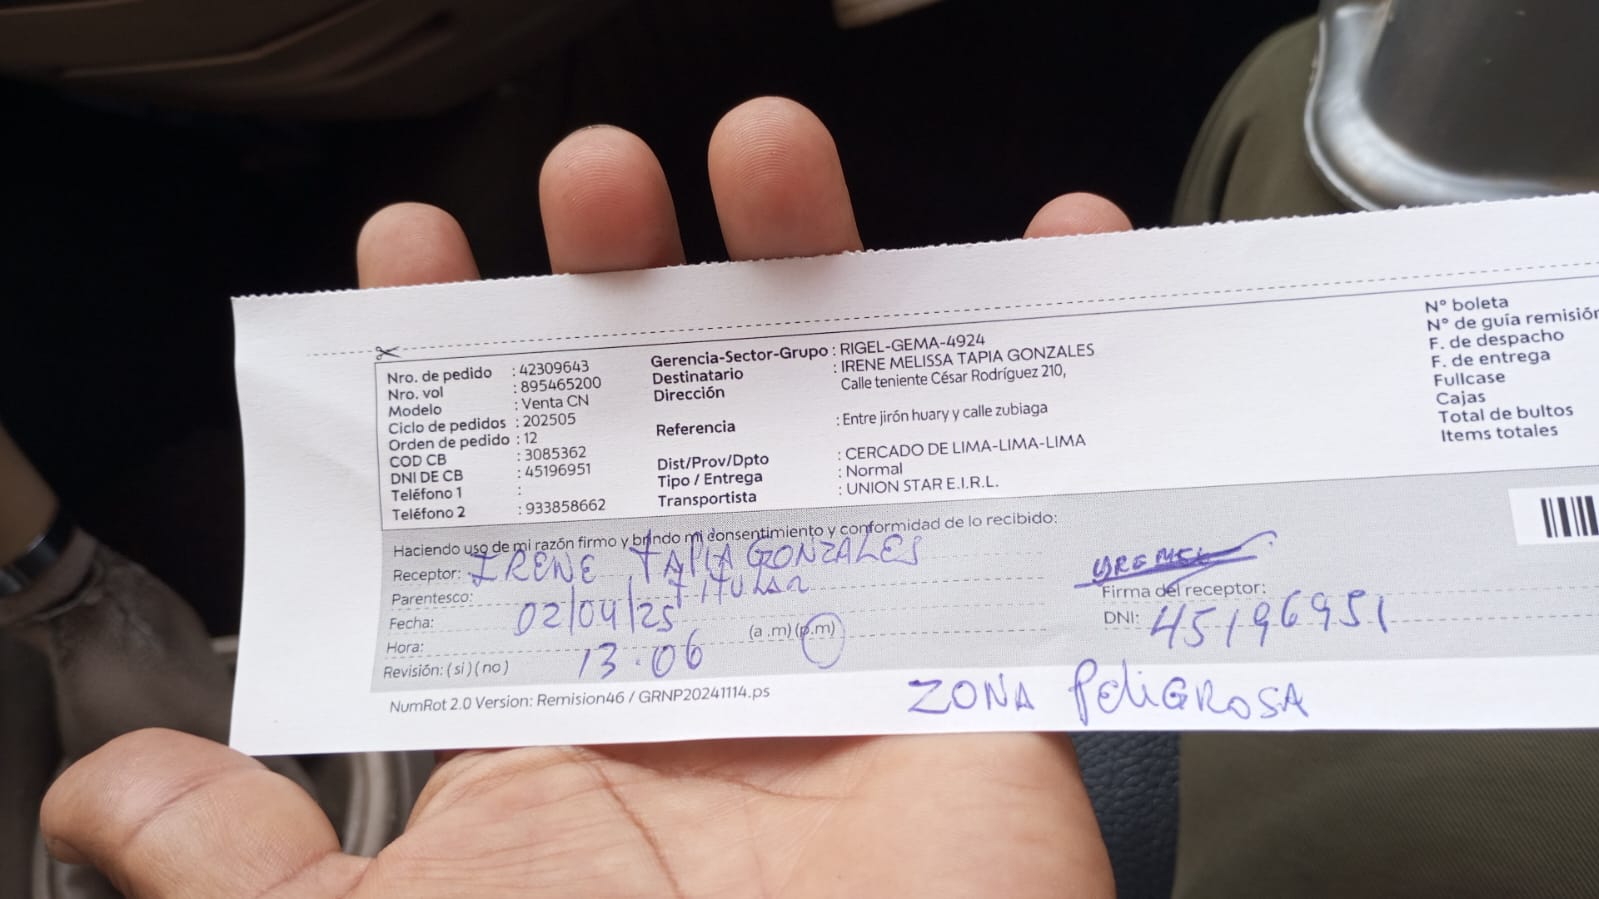 Nro. de pedido : 42309643
Nro. vol : 895465200
Modelo : Venta CN
Ciclo de pedidos : 202505
Orden de pedido : 12
COD CB : 3085362
DNI DE CB : 45196951
Teléfono 1 :
Teléfono 2 : 933858662
Gerencia-Sector-Grupo : RIGEL-GEMA-4924
Destinatario : IRENE MELISSA TAPIA GONZALES
Dirección Calle teniente César Rodríguez 210,
Referencia : Entre jirón huary y calle zubiaga
Dist/Prov/Dpto : CERCADO DE LIMA-LIMA-LIMA
Tipo / Entrega : Normal
Transportista : UNION STAR E.I.R.L.
N° boleta
N° de guía remisión
F. de despacho
F. de entrega
Fullcase
Cajas
Total de bultos
Items totales
Haciendo uso de mi razón firmo y brindo mi consentimiento y conformidad de lo recibido:
Receptor: IRENE TAPIA GONZALES
Parentesco: Titular
Fecha: 02/04/25
Hora: 13.06 (a .m) (p.m)
Revisión: ( si ) ( no )
Firma del receptor:
DNI: 45196951
NumRot 2.0 Version: Remision46 / GRNP20241114.ps
ZONA PeliGROSA